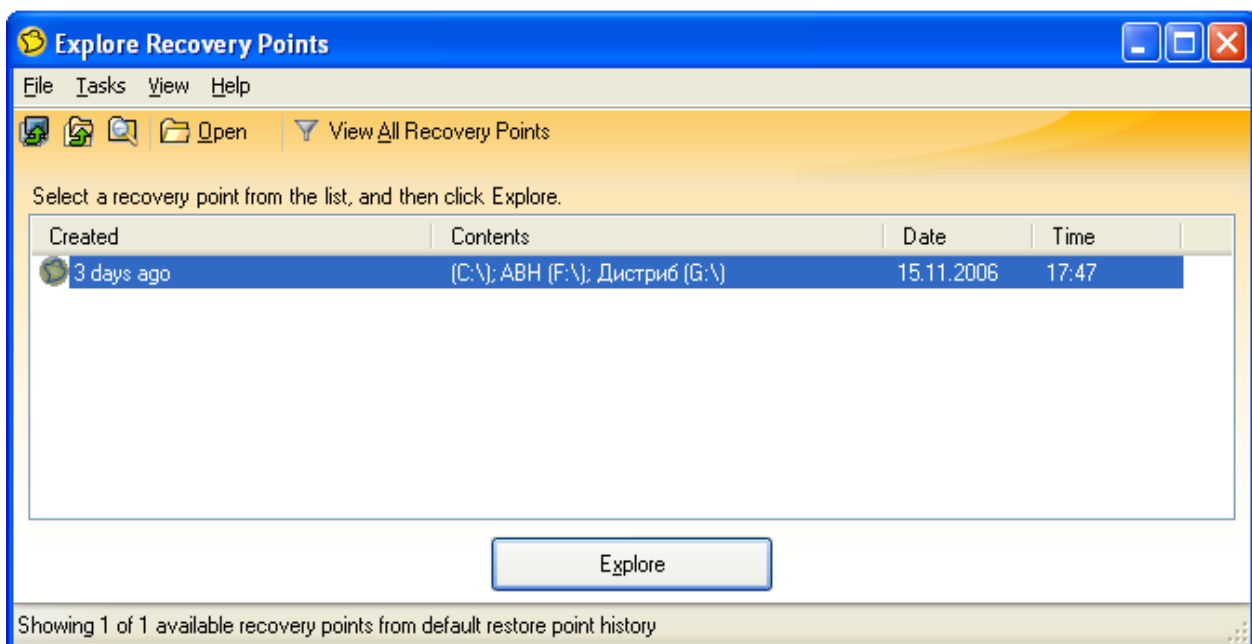 Explore Recovery Points
File Tasks View Help
Open View All Recovery Points
Select a recovery point from the list, and then click Explore.
Created Contents Date Time
3 days ago (C:\); ABH (F:\); Дистриб (G:\) 15.11.2006 17:47
Explore
Showing 1 of 1 available recovery points from default restore point history